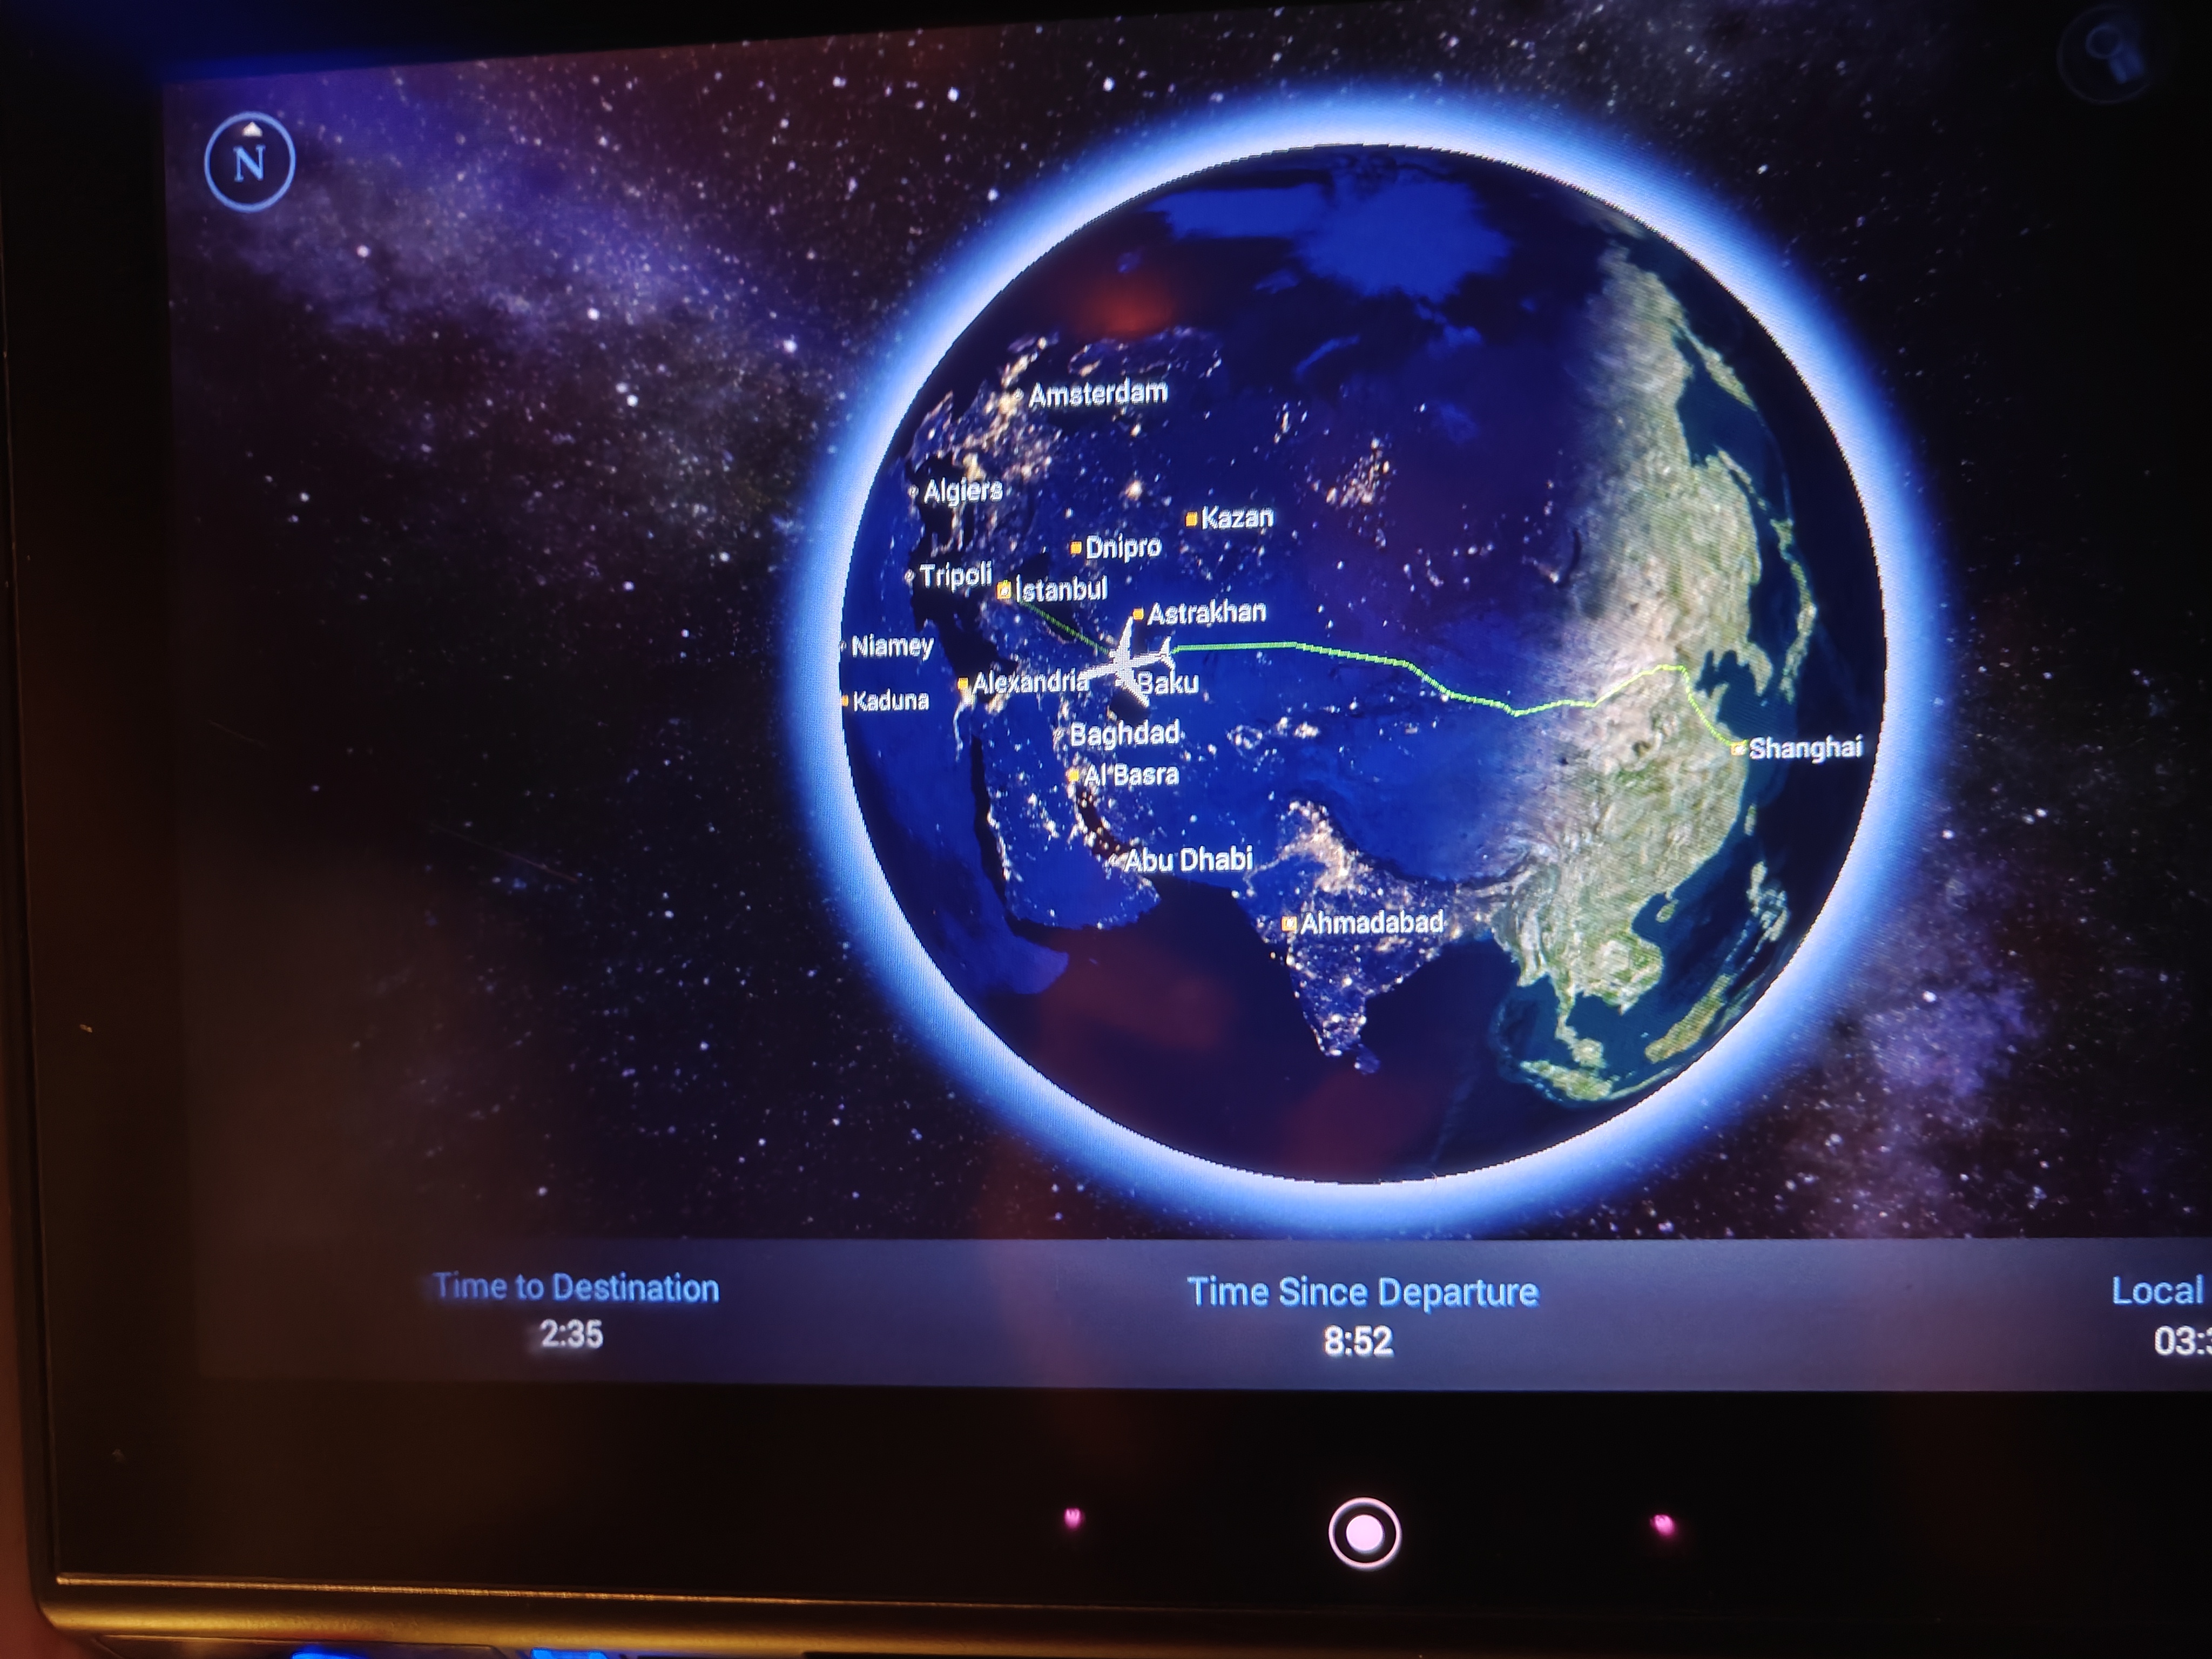 N
Amsterdam
Algiers
Kazan
Dnipro
Tripoli
İstanbul
Astrakhan
Niamey
Alexandria
Baku
Kaduna
Baghdad
Shanghai
Al Basra
Abu Dhabi
Ahmadabad
Time to Destination
2:35
Time Since Departure
8:52
Local